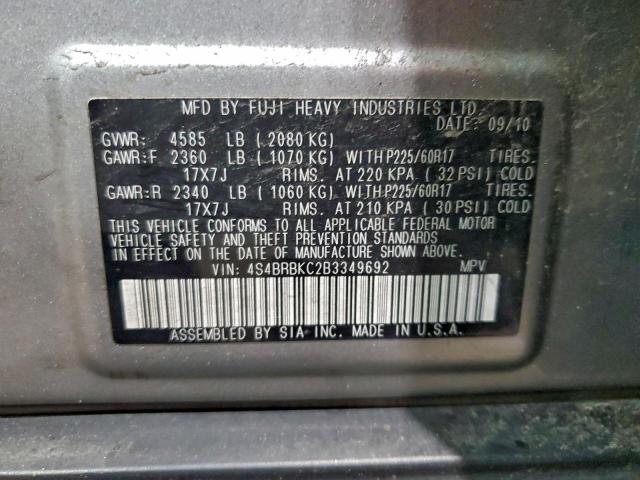 MFD BY FUJI HEAVY INDUSTRIES LTD.
DATE: 09/10
GVWR: 4585 LB (2080 KG)
GAWR:F 2360 LB (1070 KG) WITH P225/60R17 TIRES.
17X7J RIMS. AT 220 KPA (32 PSI) COLD
GAWR:R 2340 LB (1060 KG) WITH P225/60R17 TIRES.
17X7J RIMS. AT 210 KPA (30 PSI) COLD
THIS VEHICLE CONFORMS TO ALL APPLICABLE FEDERAL MOTOR
VEHICLE SAFETY AND THEFT PREVENTION STANDARDS
IN EFFECT ON THE DATE OF MANUFACTURE SHOWN ABOVE.
VIN: 4S4BRBKC2B3349692 MPV
ASSEMBLED BY SIA INC. MADE IN U.S.A.